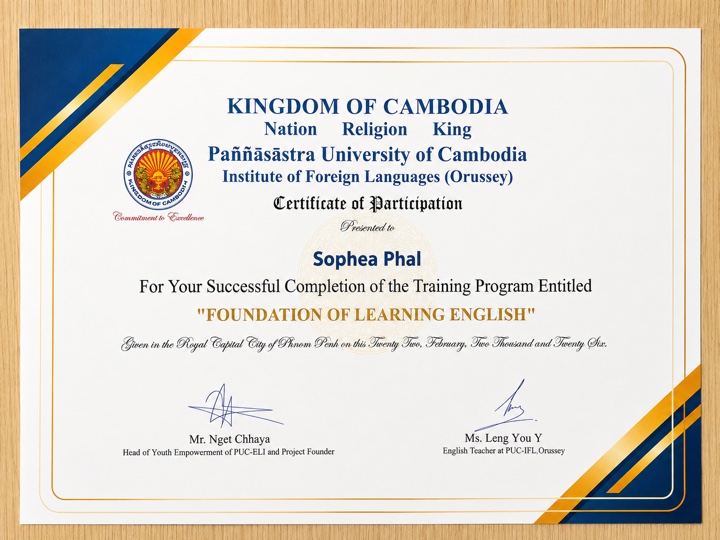 KINGDOM OF CAMBODIA
Nation Religion King
Paññāsāstra University of Cambodia
Institute of Foreign Languages (Orussey)
KINGDOM OF CAMBODIA
Commitment to Excellence
Certificate of Participation
Presented to
Sophea Phal
For Your Successful Completion of the Training Program Entitled
"FOUNDATION OF LEARNING ENGLISH"
Given in the Royal Capital City of Phnom Penh on this Twenty Two, February, Two Thousand and Twenty Six.
Mr. Nget Chhaya
Head of Youth Empowerment of PUC-ELI and Project Founder
Ms. Leng You Y
English Teacher at PUC-IFL.Orussey